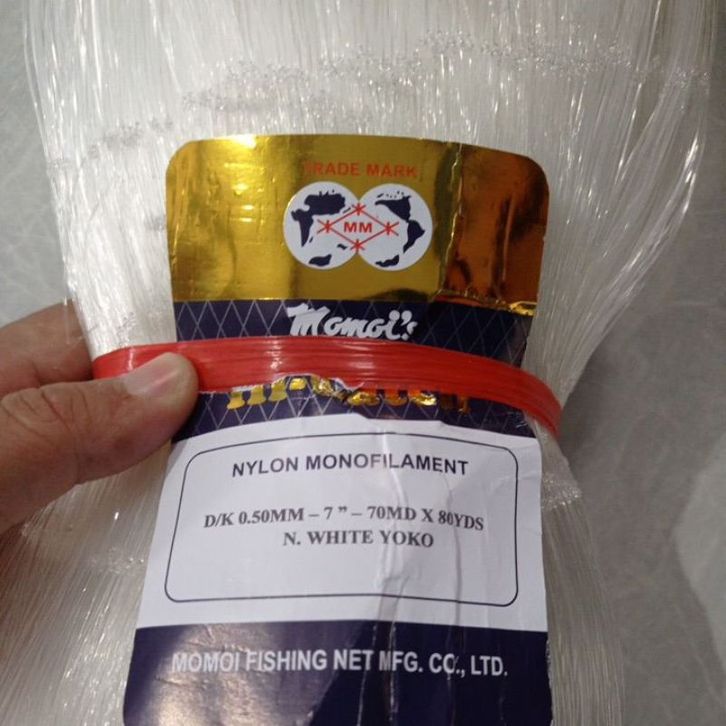 TRADE MARK
MM
Momoi's
NYLON MONOFILAMENT
D/K 0.50MM – 7 ” – 70MD X 80YDS
N. WHITE YOKO
MOMOI FISHING NET MFG. CO., LTD.